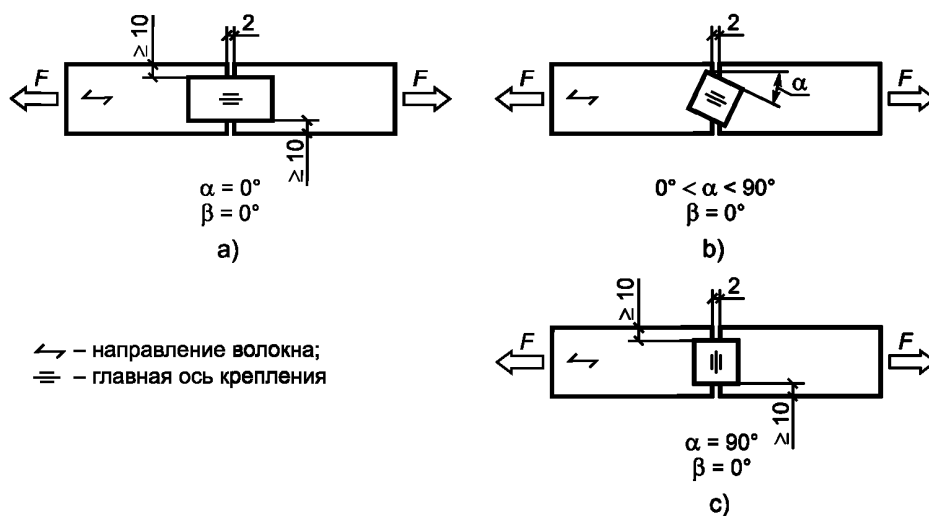 ≥ 10
2
F
F
≥ 10
α = 0°
β = 0°
a)
2
F
α
F
0° < α < 90°
β = 0°
b)
≥ 10
2
F
F
≥ 10
α = 90°
β = 0°
c)
– направление волокна;
– главная ось крепления